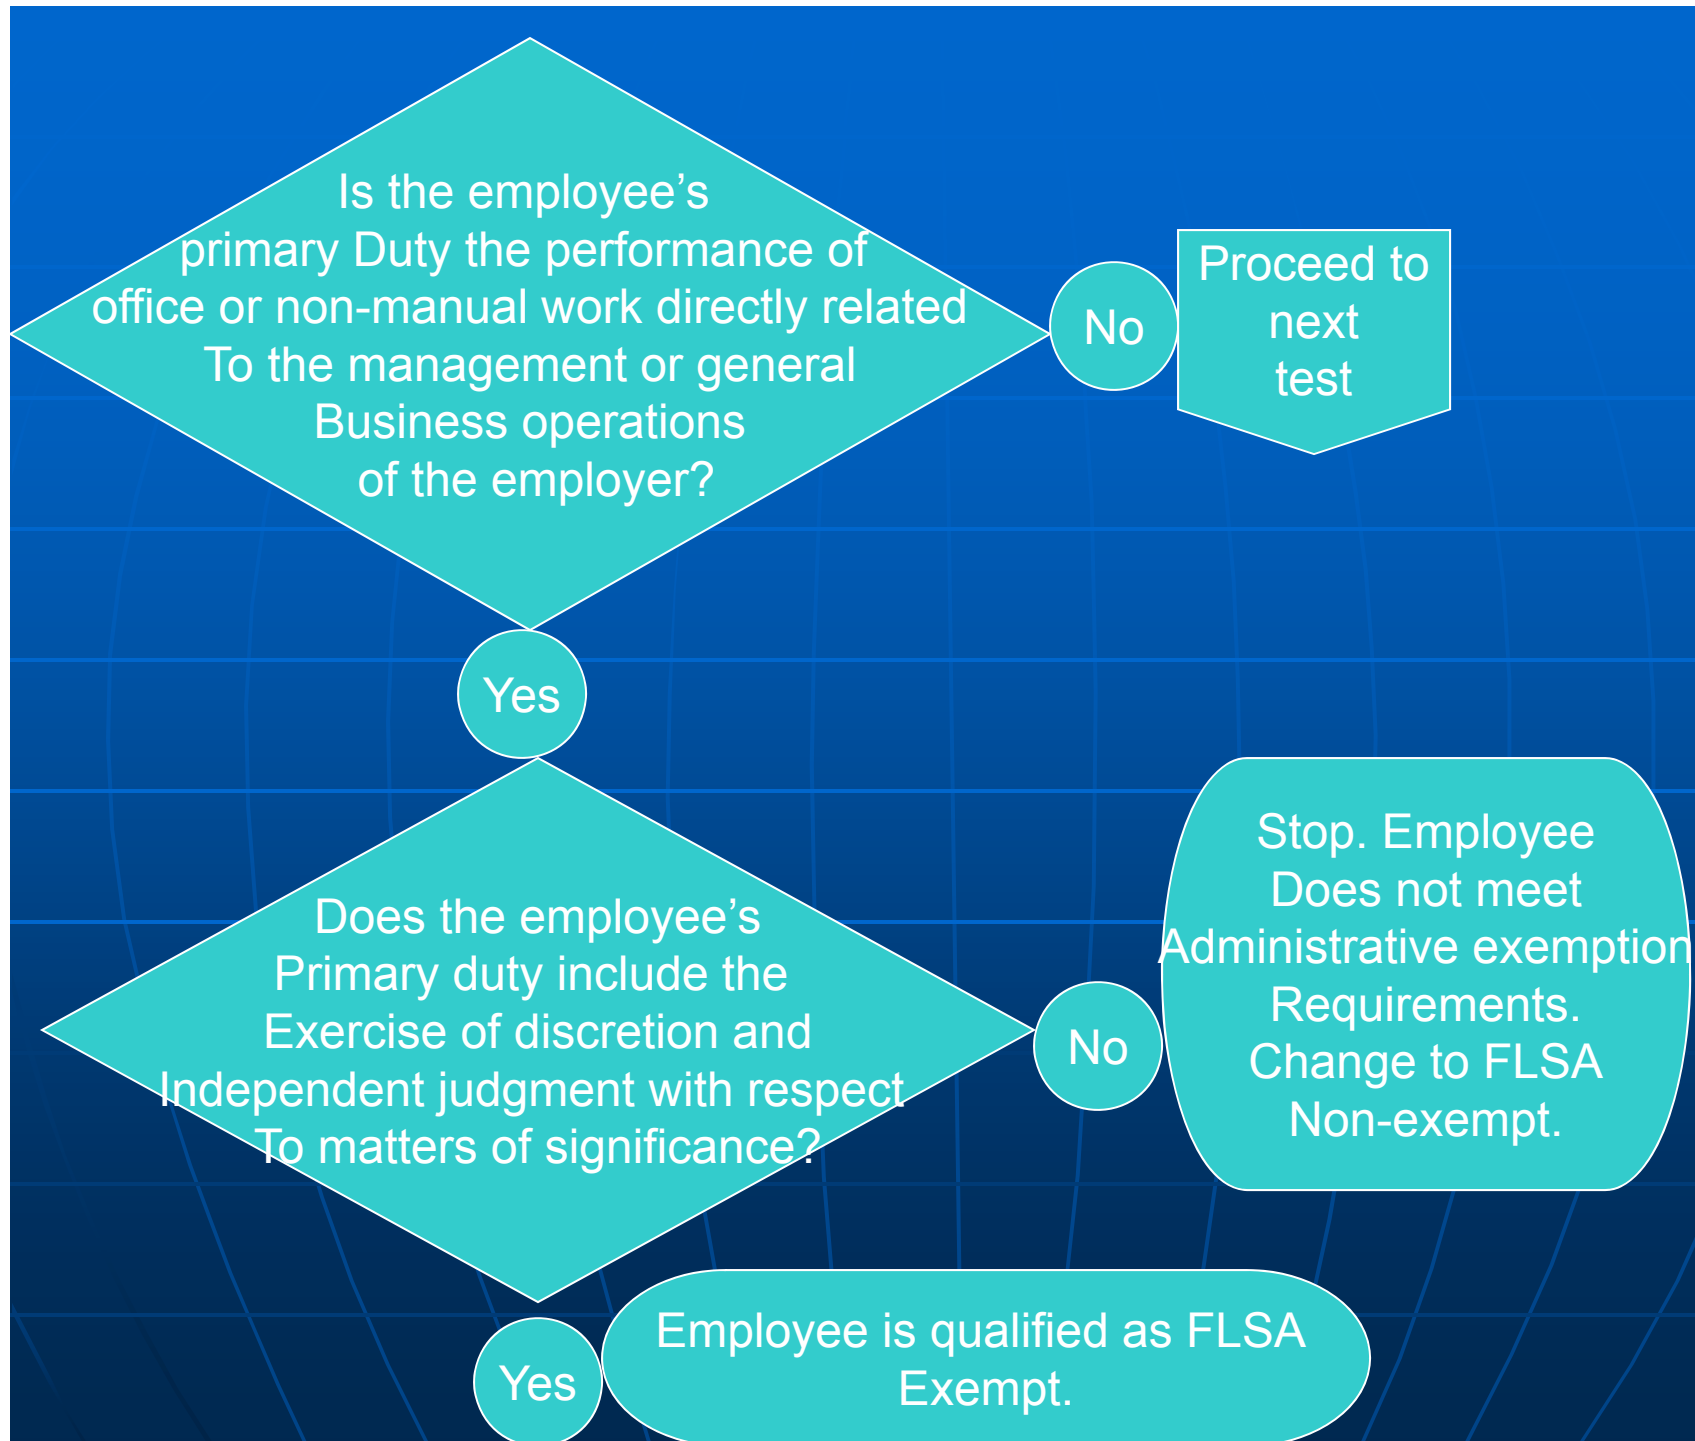 Is the employee’s
primary Duty the performance of
office or non-manual work directly related
To the management or general
Business operations
of the employer?
No
Proceed to
next
test
Yes
Does the employee’s
Primary duty include the
Exercise of discretion and
Independent judgment with respect
To matters of significance?
No
Stop. Employee
Does not meet
Administrative exemption
Requirements.
Change to FLSA
Non-exempt.
Yes
Employee is qualified as FLSA
Exempt.